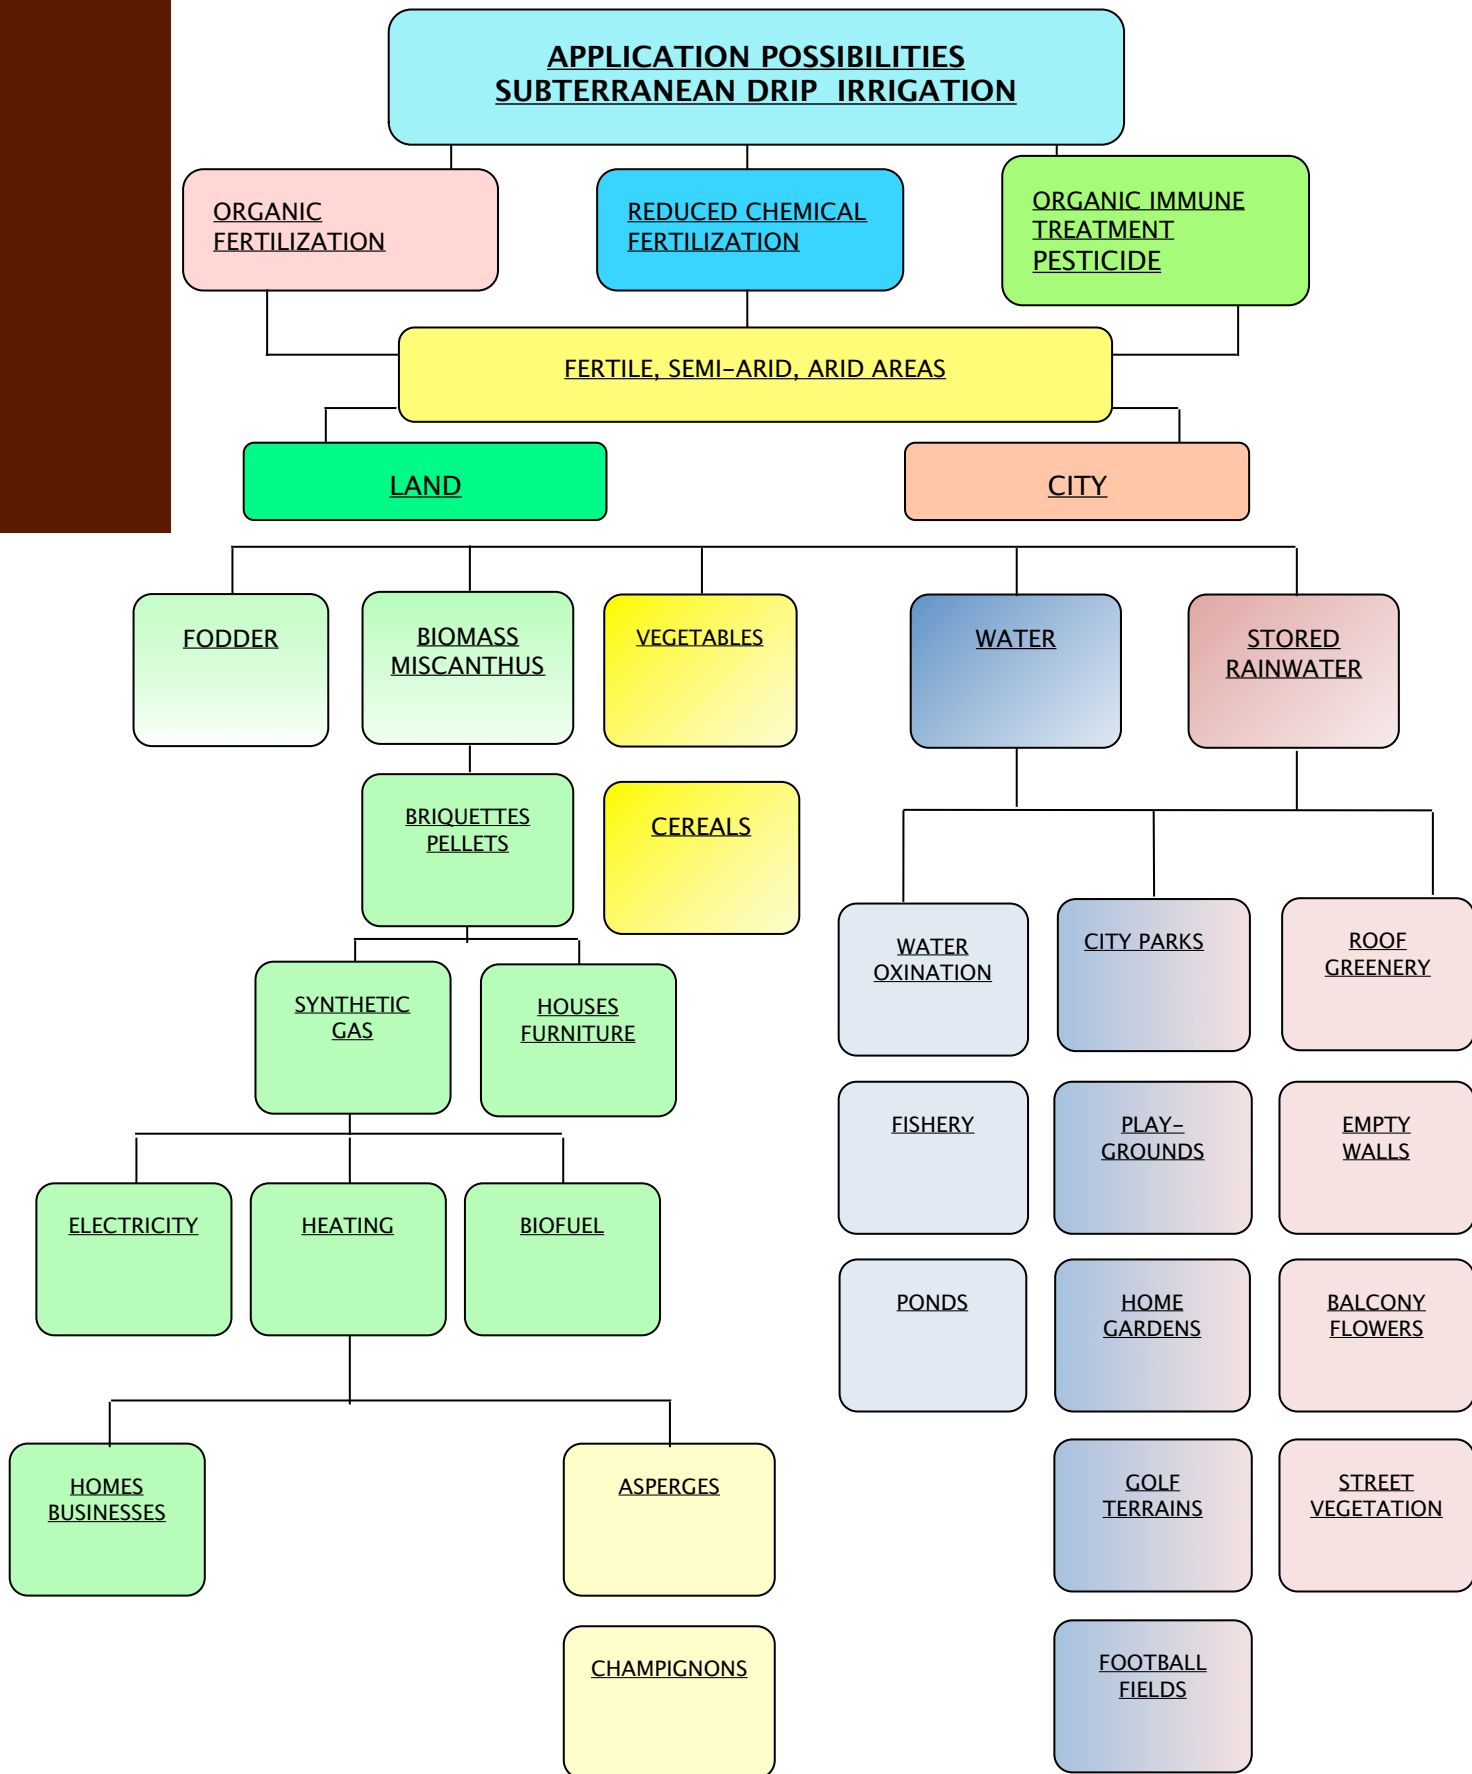 APPLICATION POSSIBILITIES
SUBTERRANEAN DRIP IRRIGATION
ORGANIC
FERTILIZATION
REDUCED CHEMICAL
FERTILIZATION
ORGANIC IMMUNE
TREATMENT
PESTICIDE
FERTILE, SEMI-ARID, ARID AREAS
LAND
CITY
FODDER
BIOMASS
MISCANTHUS
VEGETABLES
WATER
STORED
RAINWATER
BRIQUETTES
PELLETS
CEREALS
WATER
OXINATION
CITY PARKS
ROOF
GREENERY
SYNTHETIC
GAS
HOUSES
FURNITURE
FISHERY
PLAY-
GROUNDS
EMPTY
WALLS
ELECTRICITY
HEATING
BIOFUEL
PONDS
HOME
GARDENS
BALCONY
FLOWERS
HOMES
BUSINESSES
ASPERGES
GOLF
TERRAINS
STREET
VEGETATION
CHAMPIGNONS
FOOTBALL
FIELDS